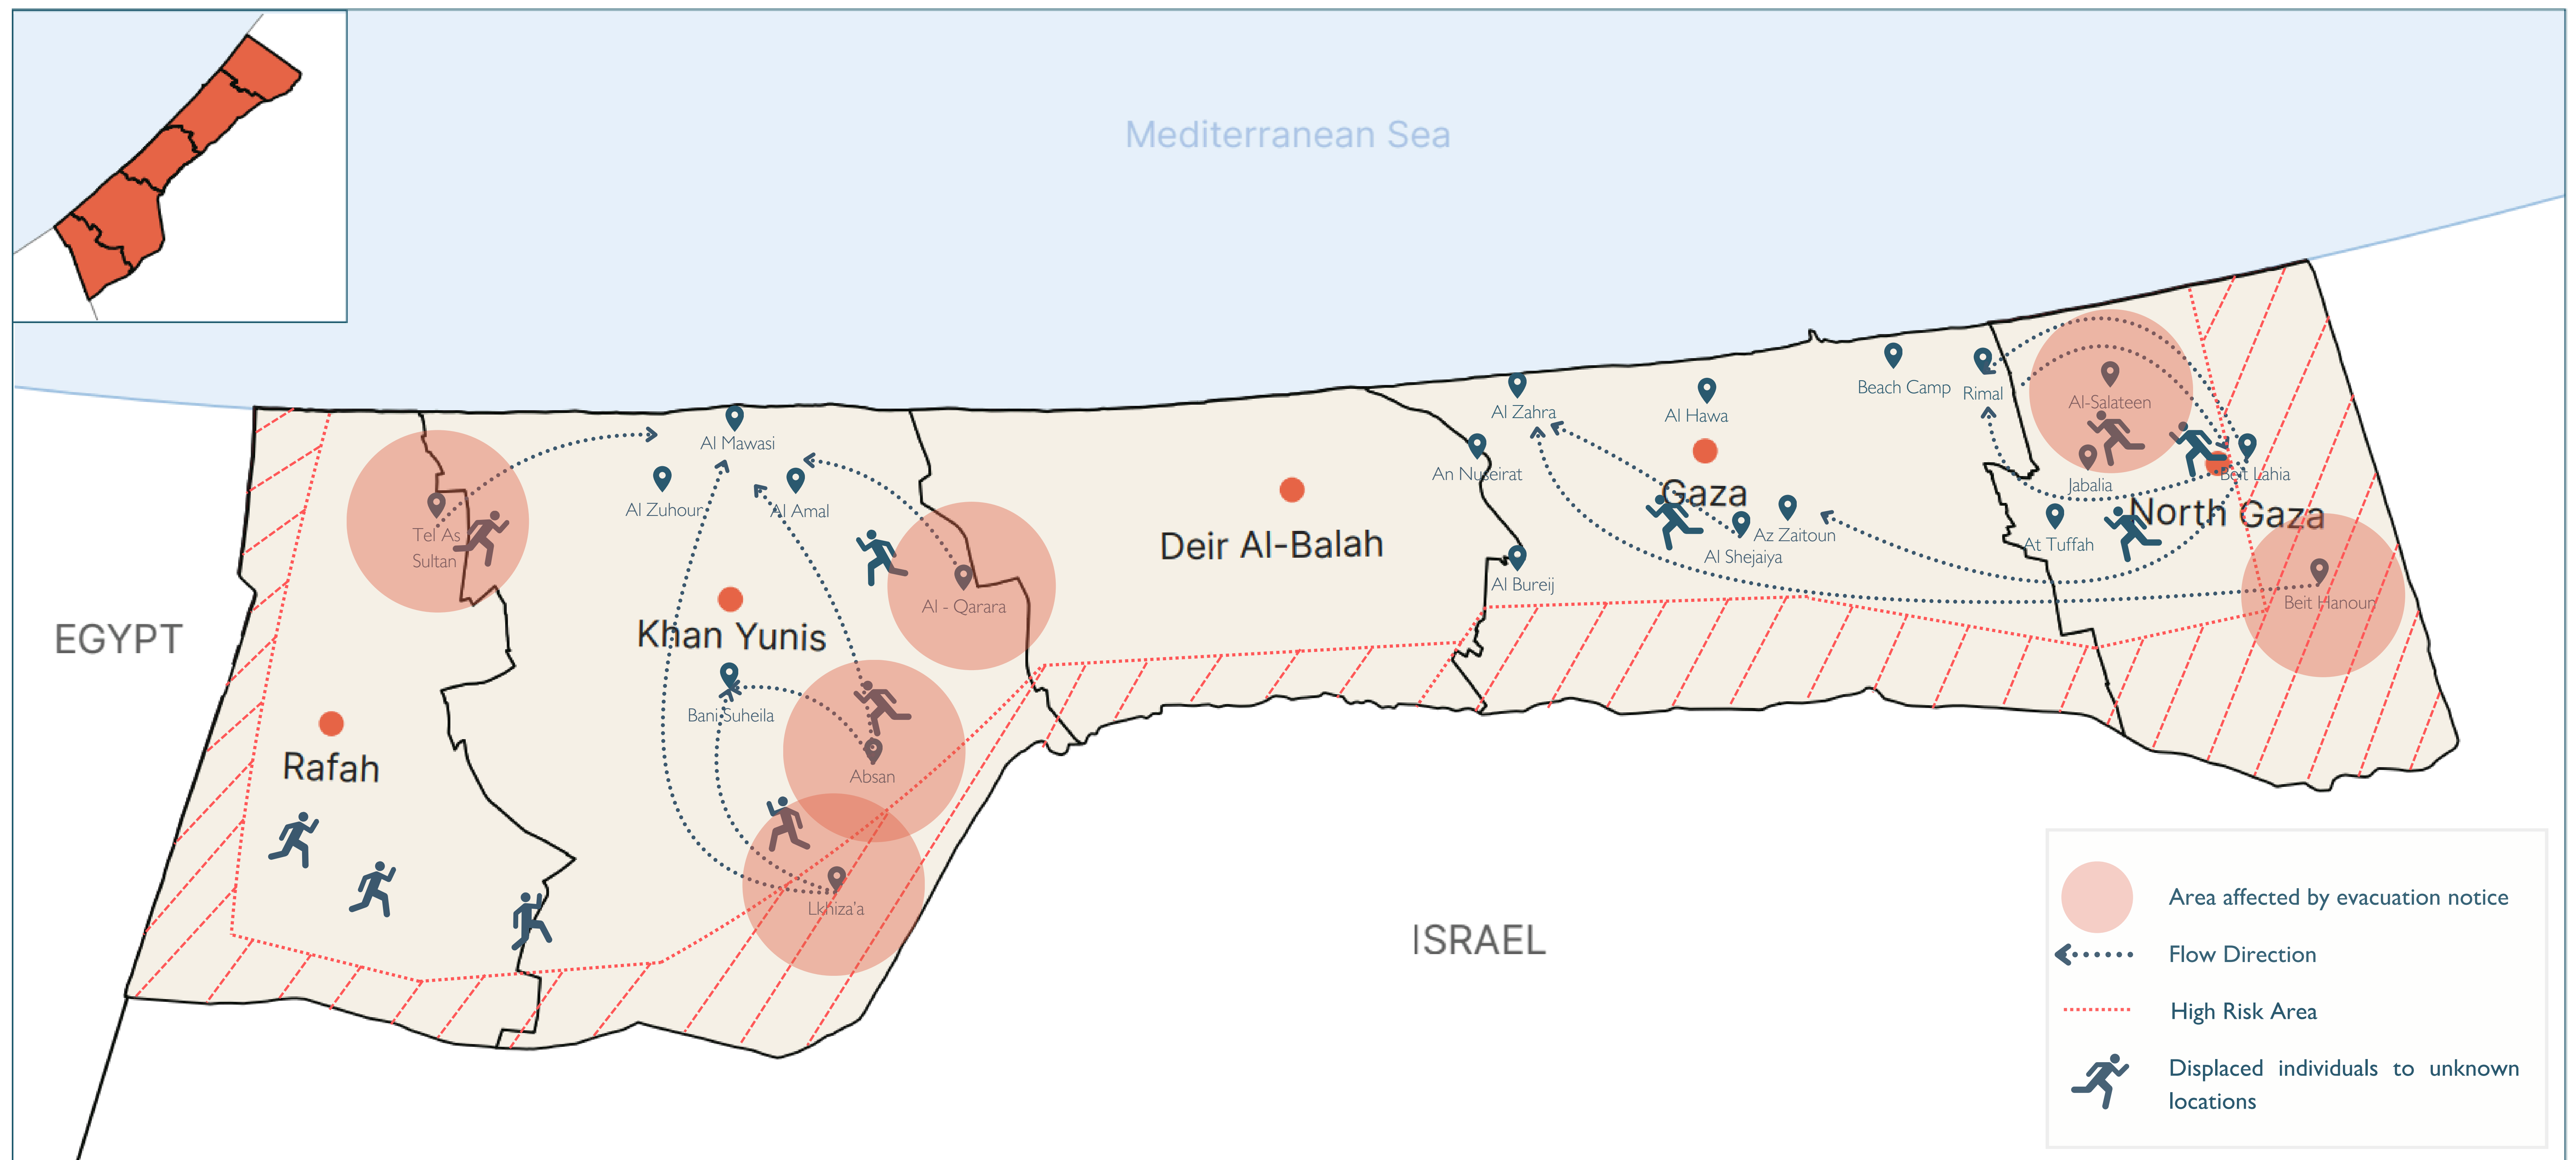 Mediterranean Sea
EGYPT
ISRAEL
Rafah
Khan Yunis
Deir Al-Balah
Gaza
North Gaza
Tel As
Sultan
Al Mawasi
Al Zuhour
Al Amal
Al - Qarara
Bani Suheila
Absan
Lkhiza'a
Al Zahra
An Nuseirat
Al Bureij
Al Hawa
Az Zaitoun
Al Shejaiya
Beach Camp
Rimal
Al-Salateen
Jabalia
Beit Lahia
At Tuffah
Beit Hanoun
Area affected by evacuation notice
Flow Direction
High Risk Area
Displaced individuals to unknown
locations